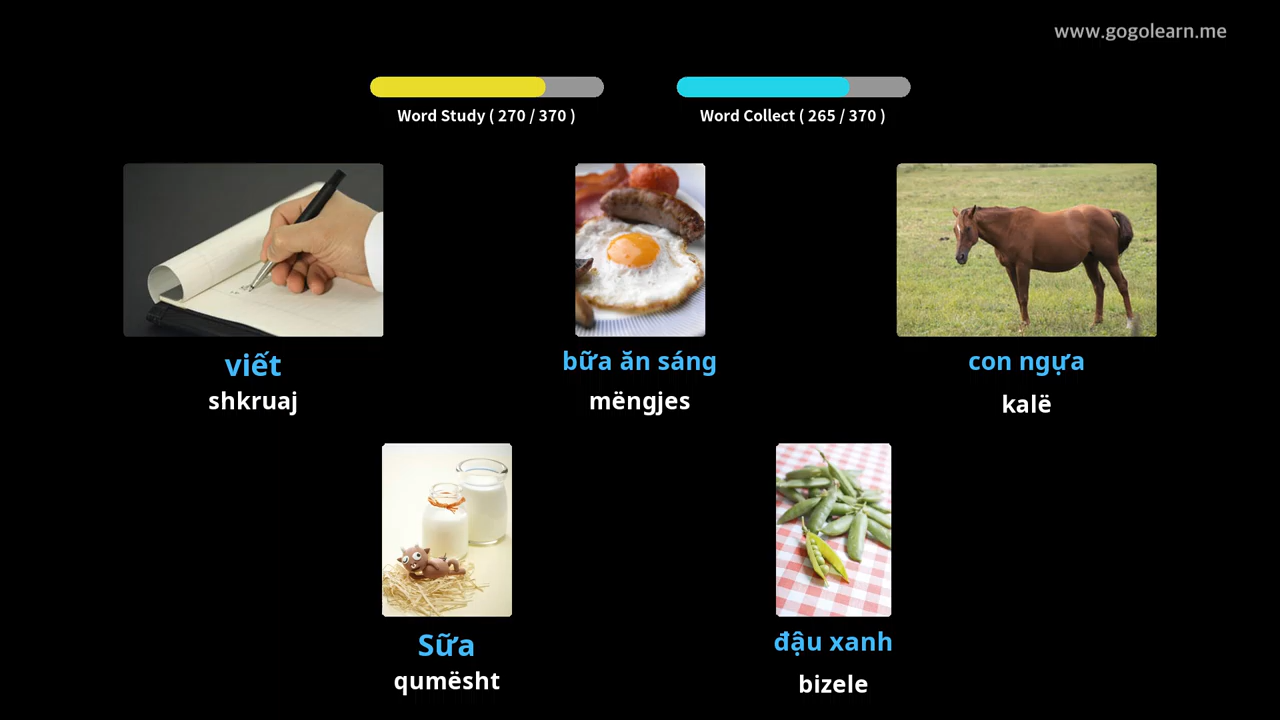 www.gogolearn.me
Word Study ( 270 / 370 )
Word Collect ( 265 / 370 )
viết
shkruaj
bữa ăn sáng
mëngjes
con ngựa
kalë
Sữa
qumësht
đậu xanh
bizele